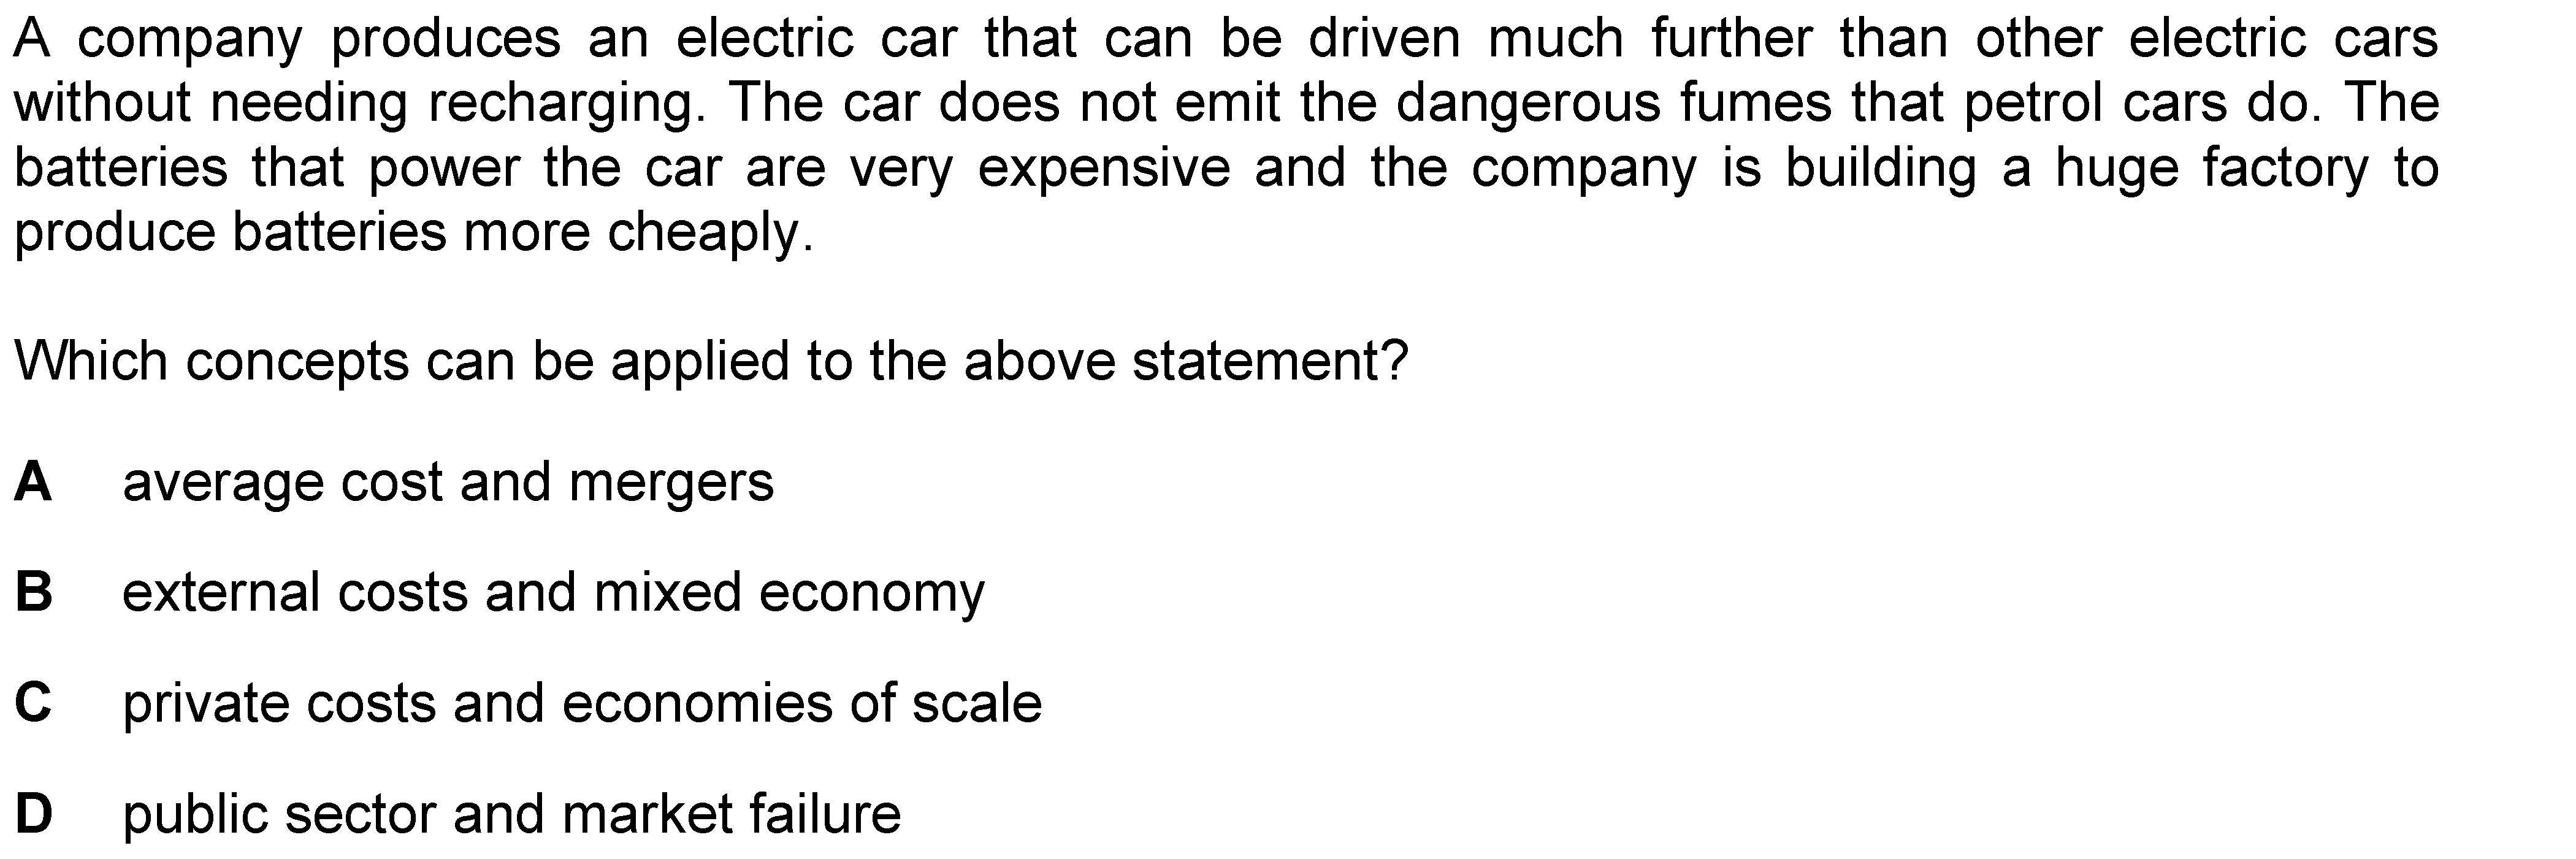 A company produces an electric car that can be driven much further than other electric cars
without needing recharging. The car does not emit the dangerous fumes that petrol cars do. The
batteries that power the car are very expensive and the company is building a huge factory to
produce batteries more cheaply.
Which concepts can be applied to the above statement?
A average cost and mergers
B external costs and mixed economy
C private costs and economies of scale
D public sector and market failure